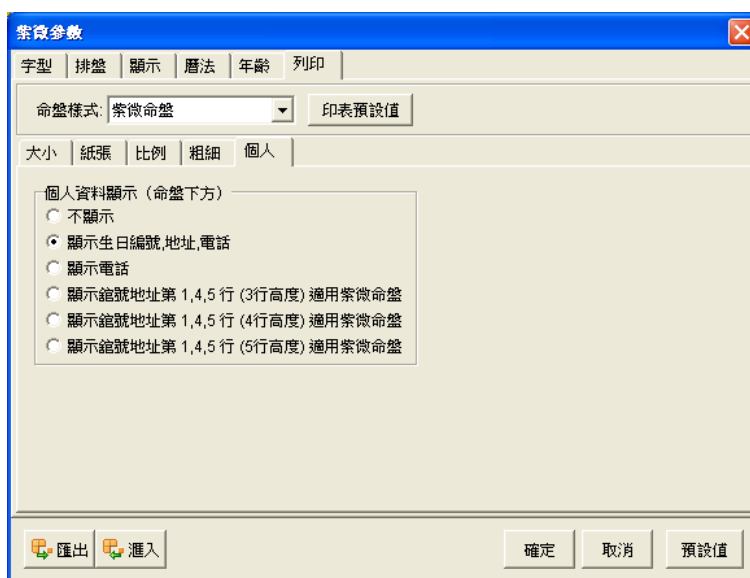 紫微參數
字型 排盤 顯示 曆法 年齡 列印
命盤樣式: 紫微命盤 印表預設值
大小 紙張 比例 粗細 個人
個人資料顯示（命盤下方）
不顯示
顯示生日編號,地址,電話
顯示電話
顯示舘號地址第 1,4,5 行 (3行高度) 適用紫微命盤
顯示舘號地址第 1,4,5 行 (4行高度) 適用紫微命盤
顯示舘號地址第 1,4,5 行 (5行高度) 適用紫微命盤
匯出 滙入 確定 取消 預設值